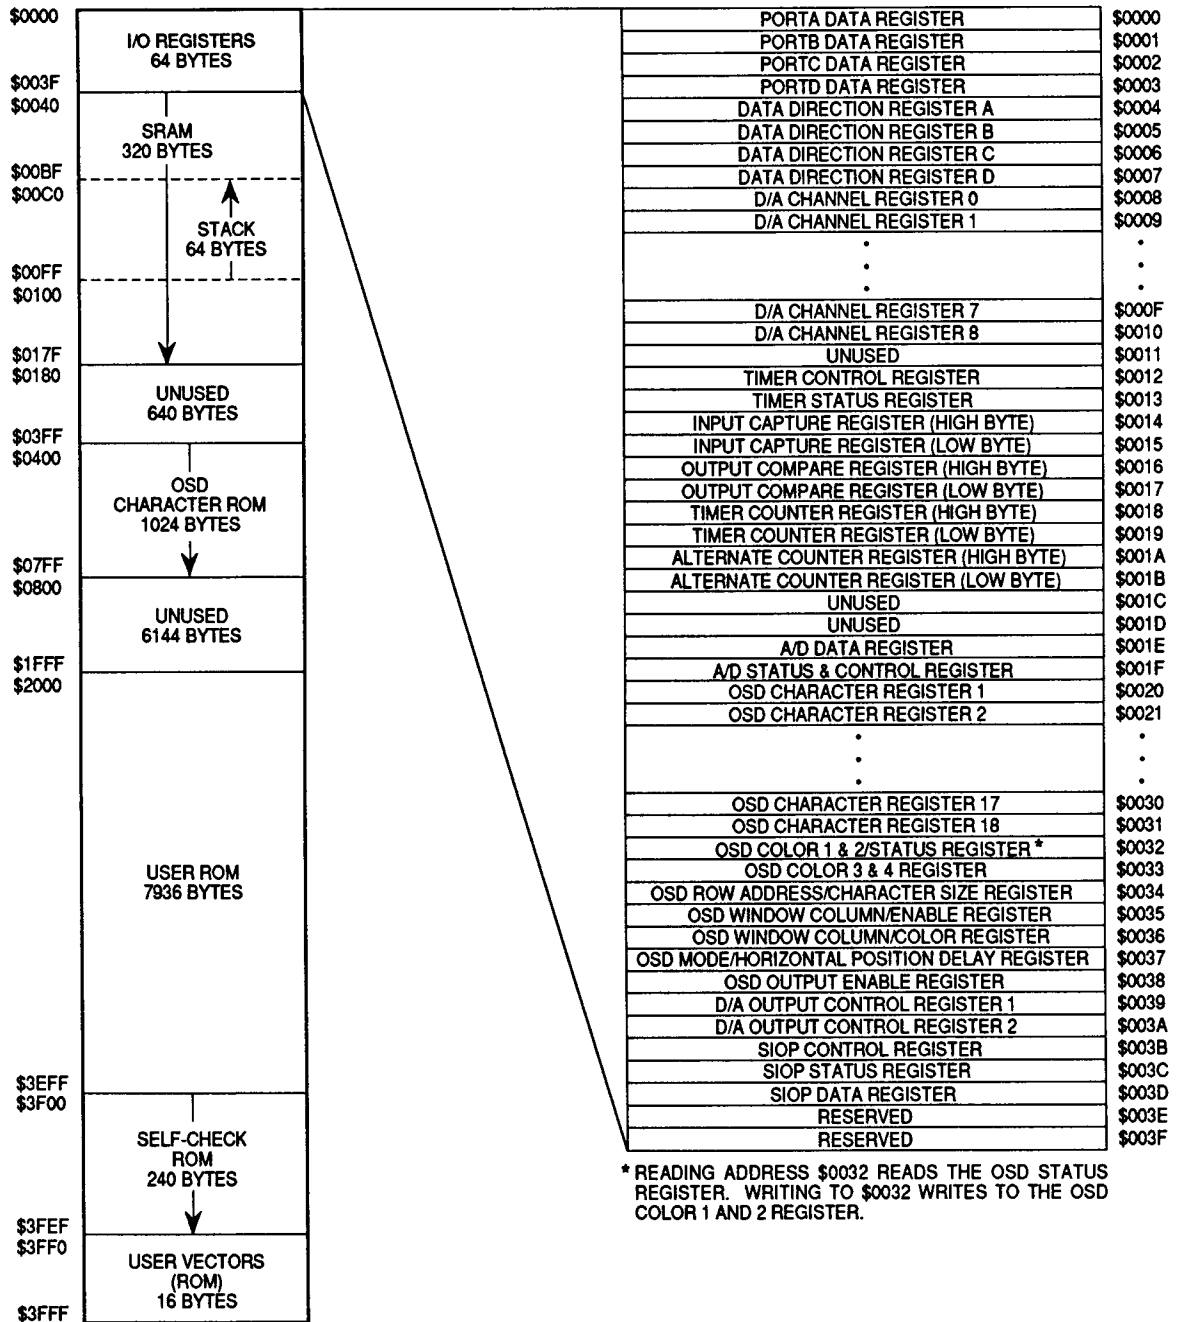 $0000
I/O REGISTERS
64 BYTES
$003F
$0040
SRAM
320 BYTES
$00BF
$00C0
STACK
64 BYTES
$00FF
$0100
$017F
$0180
UNUSED
640 BYTES
$03FF
$0400
OSD
CHARACTER ROM
1024 BYTES
$07FF
$0800
UNUSED
6144 BYTES
$1FFF
$2000
USER ROM
7936 BYTES
$3EFF
$3F00
SELF-CHECK
ROM
240 BYTES
$3FEF
$3FF0
USER VECTORS
(ROM)
16 BYTES
$3FFF
PORTA DATA REGISTER $0000
PORTB DATA REGISTER $0001
PORTC DATA REGISTER $0002
PORTD DATA REGISTER $0003
DATA DIRECTION REGISTER A $0004
DATA DIRECTION REGISTER B $0005
DATA DIRECTION REGISTER C $0006
DATA DIRECTION REGISTER D $0007
D/A CHANNEL REGISTER 0 $0008
D/A CHANNEL REGISTER 1 $0009
D/A CHANNEL REGISTER 7 $000F
D/A CHANNEL REGISTER 8 $0010
UNUSED $0011
TIMER CONTROL REGISTER $0012
TIMER STATUS REGISTER $0013
INPUT CAPTURE REGISTER (HIGH BYTE) $0014
INPUT CAPTURE REGISTER (LOW BYTE) $0015
OUTPUT COMPARE REGISTER (HIGH BYTE) $0016
OUTPUT COMPARE REGISTER (LOW BYTE) $0017
TIMER COUNTER REGISTER (HIGH BYTE) $0018
TIMER COUNTER REGISTER (LOW BYTE) $0019
ALTERNATE COUNTER REGISTER (HIGH BYTE) $001A
ALTERNATE COUNTER REGISTER (LOW BYTE) $001B
UNUSED $001C
UNUSED $001D
A/D DATA REGISTER $001E
A/D STATUS & CONTROL REGISTER $001F
OSD CHARACTER REGISTER 1 $0020
OSD CHARACTER REGISTER 2 $0021
OSD CHARACTER REGISTER 17 $0030
OSD CHARACTER REGISTER 18 $0031
OSD COLOR 1 & 2/STATUS REGISTER * $0032
OSD COLOR 3 & 4 REGISTER $0033
OSD ROW ADDRESS/CHARACTER SIZE REGISTER $0034
OSD WINDOW COLUMN/ENABLE REGISTER $0035
OSD WINDOW COLUMN/COLOR REGISTER $0036
OSD MODE/HORIZONTAL POSITION DELAY REGISTER $0037
OSD OUTPUT ENABLE REGISTER $0038
D/A OUTPUT CONTROL REGISTER 1 $0039
D/A OUTPUT CONTROL REGISTER 2 $003A
SIOP CONTROL REGISTER $003B
SIOP STATUS REGISTER $003C
SIOP DATA REGISTER $003D
RESERVED $003E
RESERVED $003F
* READING ADDRESS $0032 READS THE OSD STATUS
REGISTER. WRITING TO $0032 WRITES TO THE OSD
COLOR 1 AND 2 REGISTER.